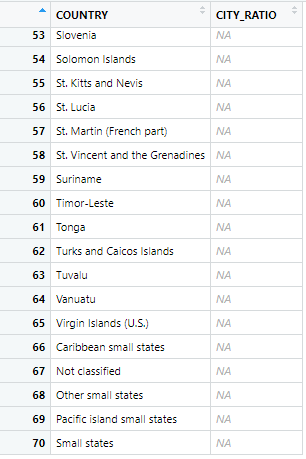 COUNTRY CITY_RATIO
53 Slovenia NA
54 Solomon Islands NA
55 St. Kitts and Nevis NA
56 St. Lucia NA
57 St. Martin (French part) NA
58 St. Vincent and the Grenadines NA
59 Suriname NA
60 Timor-Leste NA
61 Tonga NA
62 Turks and Caicos Islands NA
63 Tuvalu NA
64 Vanuatu NA
65 Virgin Islands (U.S.) NA
66 Caribbean small states NA
67 Not classified NA
68 Other small states NA
69 Pacific island small states NA
70 Small states NA